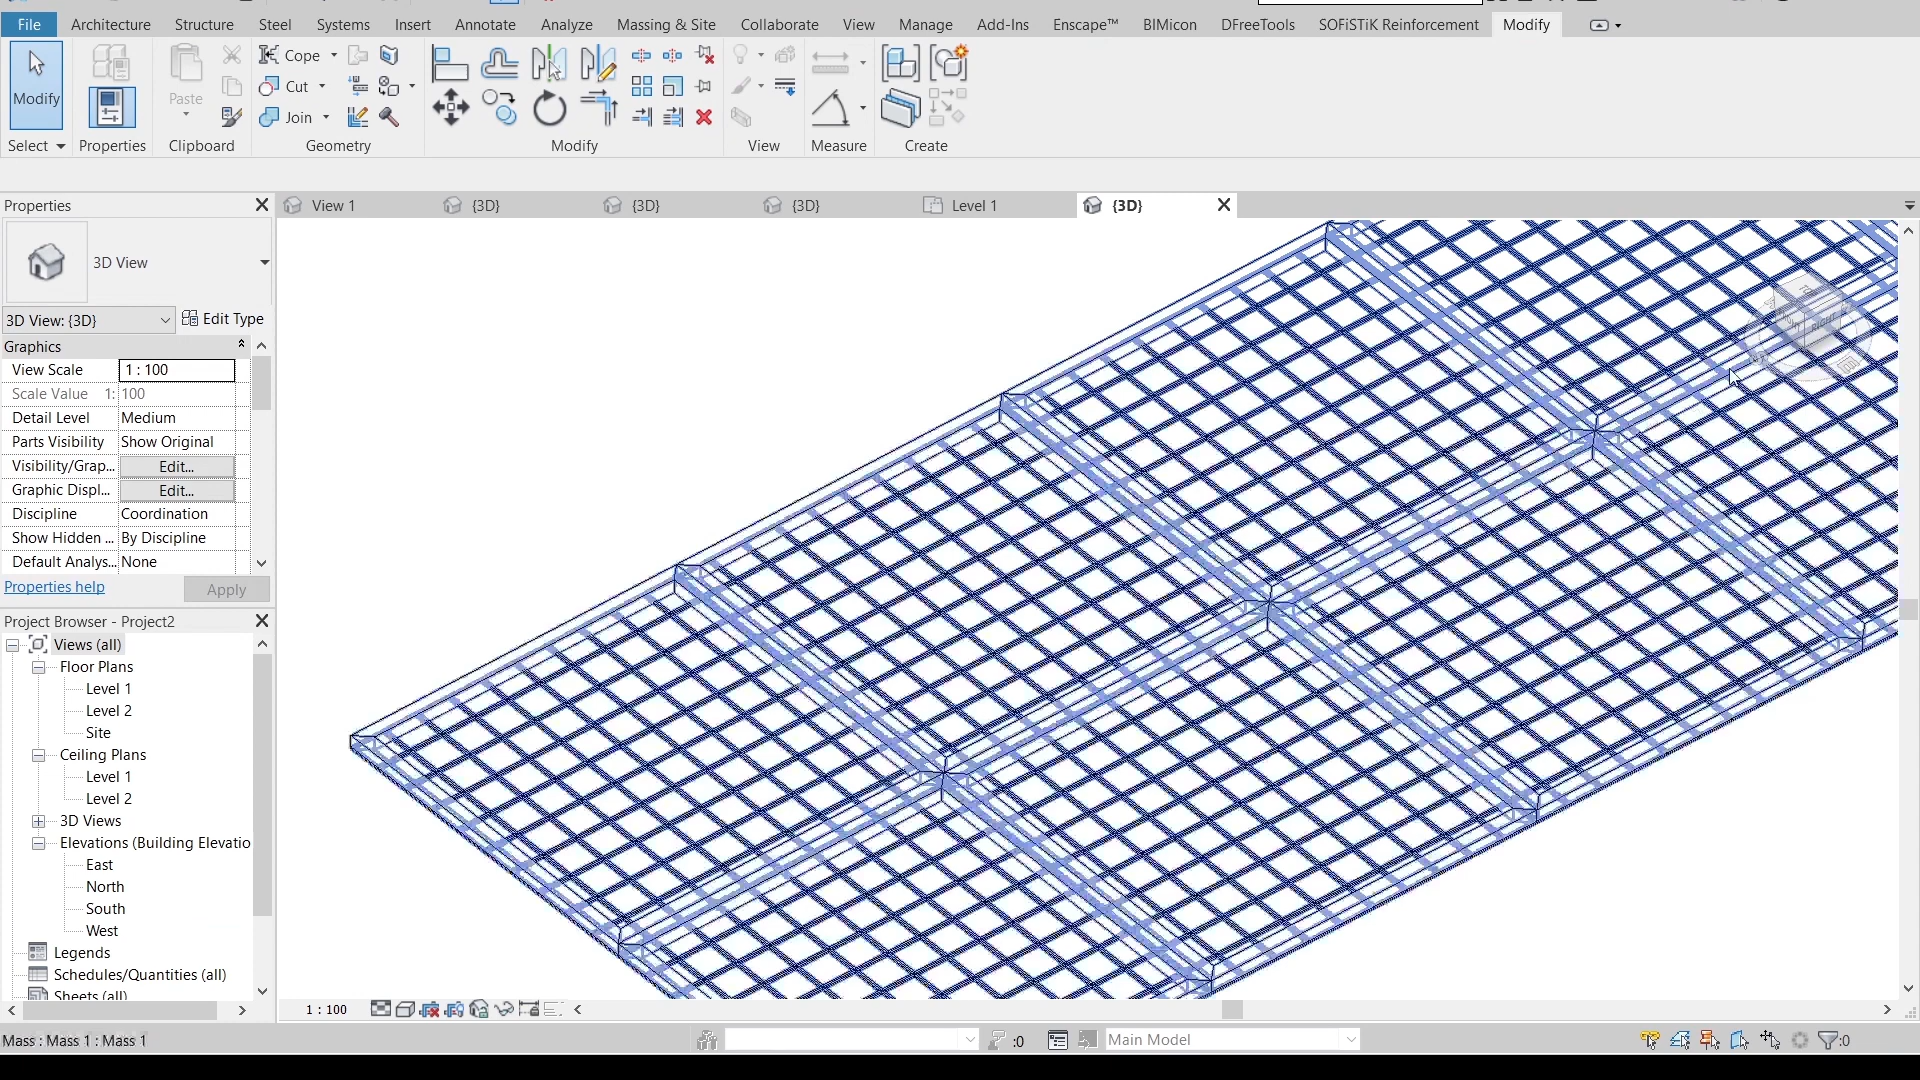 File Architecture Structure Steel Systems Insert Annotate Analyze Massing & Site Collaborate View Manage Add-Ins Enscape™ BIMicon DFreeTools SOFiSTiK Reinforcement Modify
Cope
Modify Paste Cut
Join
Select Properties Clipboard Geometry Modify View Measure Create
Properties
View 1 {3D} {3D} {3D} Level 1 {3D}
3D View
3D View: {3D} Edit Type
Graphics
View Scale 1 : 100
Scale Value 1: 100
Detail Level Medium
Parts Visibility Show Original
Visibility/Grap... Edit...
Graphic Displ... Edit...
Discipline Coordination
Show Hidden ... By Discipline
Default Analys... None
Properties help Apply
Project Browser - Project2
Views (all)
Floor Plans
Level 1
Level 2
Site
Ceiling Plans
Level 1
Level 2
3D Views
Elevations (Building Elevatio
East
North
South
West
Legends
Schedules/Quantities (all)
Sheets (all)
1 : 100
Mass : Mass 1 : Mass 1 :0 Main Model :0